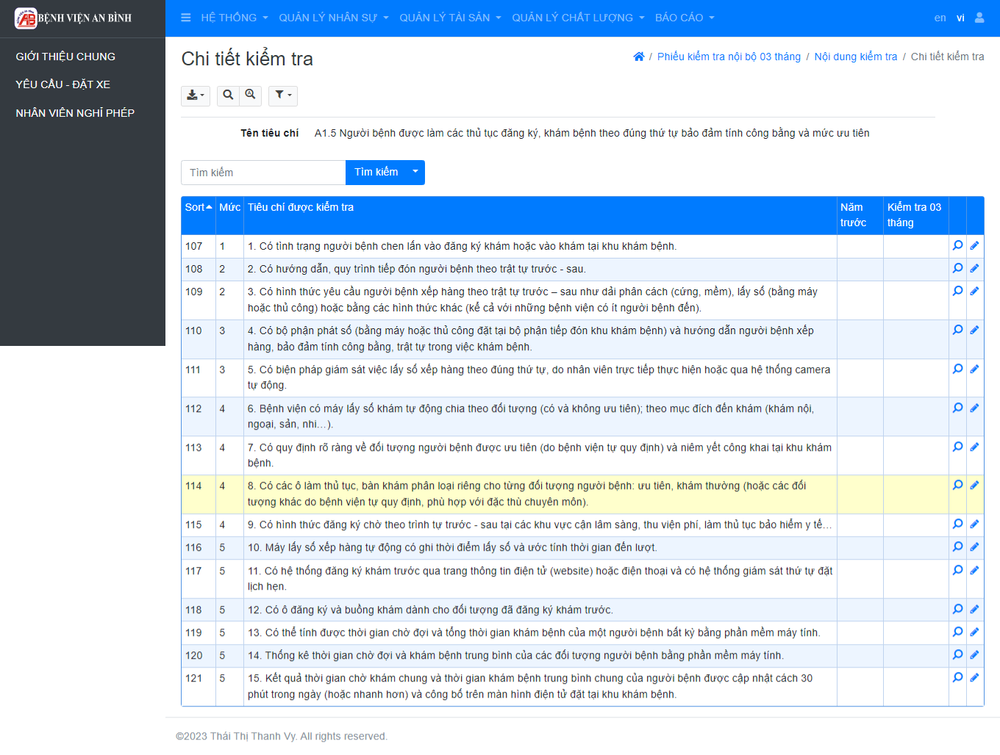 BỆNH VIỆN AN BÌNH
HỆ THỐNG QUẢN LÝ NHÂN SỰ QUẢN LÝ TÀI SẢN QUẢN LÝ CHẤT LƯỢNG BÁO CÁO en vi
GIỚI THIỆU CHUNG
YÊU CẦU - ĐẶT XE
NHÂN VIÊN NGHỈ PHÉP
Chi tiết kiểm tra
/ Phiếu kiểm tra nội bộ 03 tháng / Nội dung kiểm tra / Chi tiết kiểm tra
Tên tiêu chí A1.5 Người bệnh được làm các thủ tục đăng ký, khám bệnh theo đúng thứ tự bảo đảm tính công bằng và mức ưu tiên
Tìm kiếm Tìm kiếm
Sort Mức Tiêu chí được kiểm tra Năm trước Kiểm tra 03 tháng
107 1 1. Có tình trạng người bệnh chen lấn vào đăng ký khám hoặc vào khám tại khu khám bệnh.
108 2 2. Có hướng dẫn, quy trình tiếp đón người bệnh theo trật tự trước - sau.
109 2 3. Có hình thức yêu cầu người bệnh xếp hàng theo trật tự trước – sau như dải phân cách (cứng, mềm), lấy số (bằng máy
hoặc thủ công) hoặc bằng các hình thức khác (kể cả với những bệnh viện có ít người bệnh đến).
110 3 4. Có bộ phận phát số (bằng máy hoặc thủ công đặt tại bộ phận tiếp đón khu khám bệnh) và hướng dẫn người bệnh xếp
hàng, bảo đảm tính công bằng, trật tự trong việc khám bệnh.
111 3 5. Có biện pháp giám sát việc lấy số xếp hàng theo đúng thứ tự, do nhân viên trực tiếp thực hiện hoặc qua hệ thống camera
tự động.
112 4 6. Bệnh viện có máy lấy số khám tự động chia theo đối tượng (có và không ưu tiên); theo mục đích đến khám (khám nội,
ngoại, sản, nhi…).
113 4 7. Có quy định rõ ràng về đối tượng người bệnh được ưu tiên (do bệnh viện tự quy định) và niêm yết công khai tại khu khám
bệnh.
114 4 8. Có các ô làm thủ tục, bàn khám phân loại riêng cho từng đối tượng người bệnh: ưu tiên, khám thường (hoặc các đối
tượng khác do bệnh viện tự quy định, phù hợp với đặc thù chuyên môn).
115 4 9. Có hình thức đăng ký chờ theo trình tự trước - sau tại các khu vực cận lâm sàng, thu viện phí, làm thủ tục bảo hiểm y tế…
116 5 10. Máy lấy số xếp hàng tự động có ghi thời điểm lấy số và ước tính thời gian đến lượt.
117 5 11. Có hệ thống đăng ký khám trước qua trang thông tin điện tử (website) hoặc điện thoại và có hệ thống giám sát thứ tự đặt
lịch hẹn.
118 5 12. Có ô đăng ký và buồng khám dành cho đối tượng đã đăng ký khám trước.
119 5 13. Có thể tính được thời gian chờ đợi và tổng thời gian khám bệnh của một người bệnh bất kỳ bằng phần mềm máy tính.
120 5 14. Thống kê thời gian chờ đợi và khám bệnh trung bình của các đối tượng người bệnh bằng phần mềm máy tính.
121 5 15. Kết quả thời gian chờ khám chung và thời gian khám bệnh trung bình chung của người bệnh được cập nhật cách 30
phút trong ngày (hoặc nhanh hơn) và công bố trên màn hình điện tử đặt tại khu khám bệnh.
©2023 Thái Thị Thanh Vy. All rights reserved.